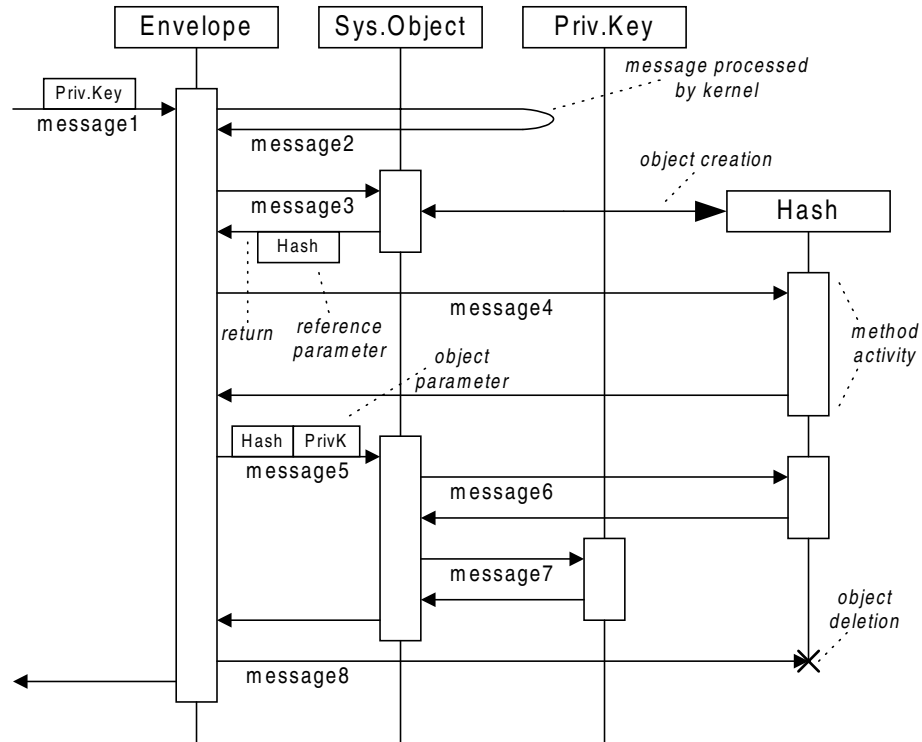 Envelope
Sys.Object
Priv.Key
message processed
by kernel
Priv.Key
message1
message2
object creation
message3
Hash
Hash
message4
return
reference
parameter
method
activity
object
parameter
Hash PrivK
message5
message6
message7
object
deletion
message8